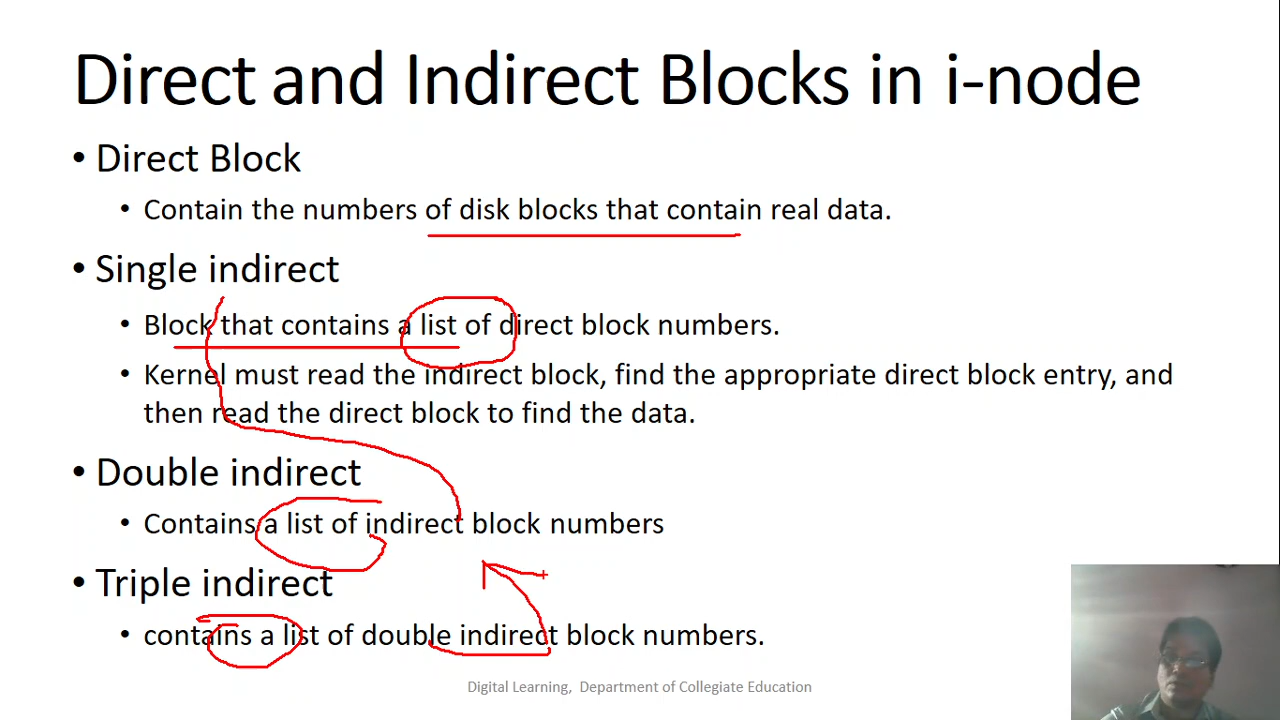 Direct and Indirect Blocks in i-node
• Direct Block
• Contain the numbers of disk blocks that contain real data.
• Single indirect
• Block that contains a list of direct block numbers.
• Kernel must read the indirect block, find the appropriate direct block entry, and
then read the direct block to find the data.
• Double indirect
• Contains a list of indirect block numbers
• Triple indirect
• contains a list of double indirect block numbers.
Digital Learning, Department of Collegiate Education